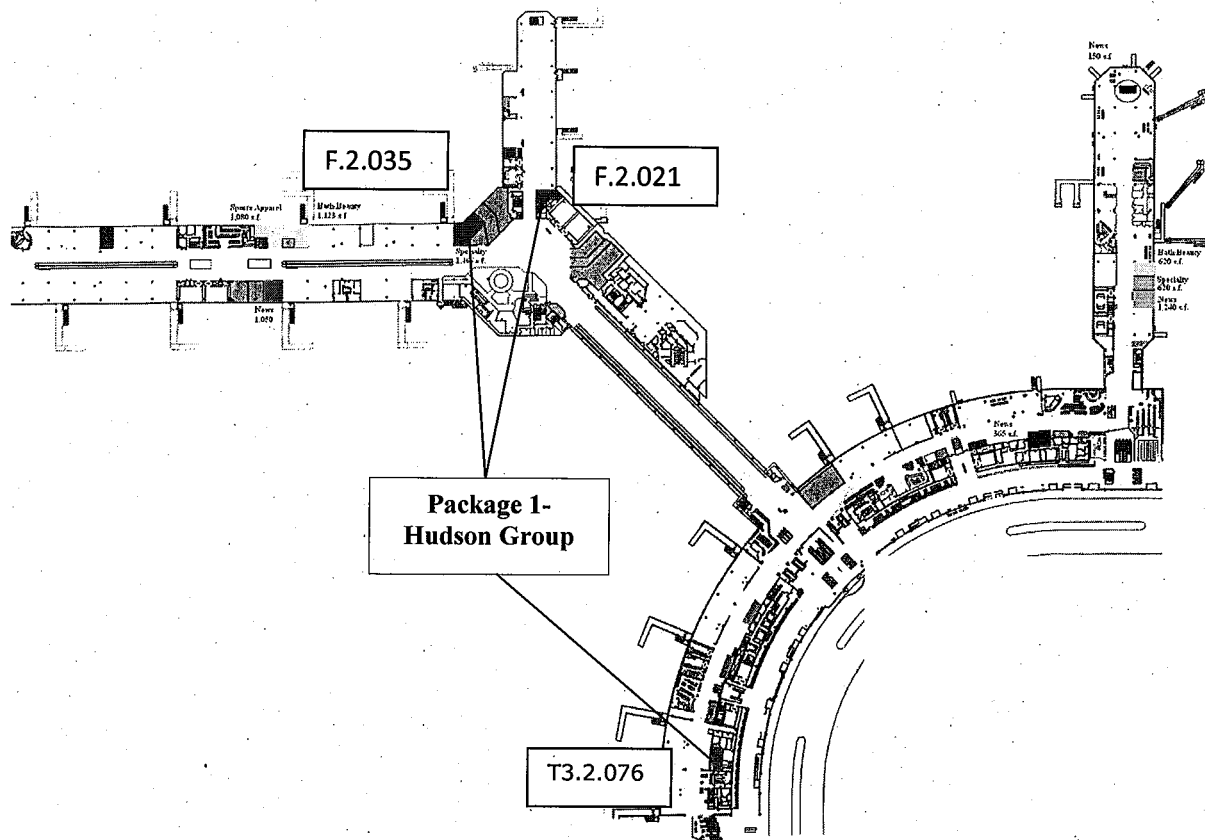 News
150 s.f.
F.2.035
F.2.021
Sports Apparel
1,080 s.f.
Bath/Beauty
1,125 s.f.
Specialty
News
1,050
Bath/Beauty
620 s.f.
Specialty
620 s.f.
News
1,240 s.f.
News
365 s.f.
Package 1-
Hudson Group
T3.2.076